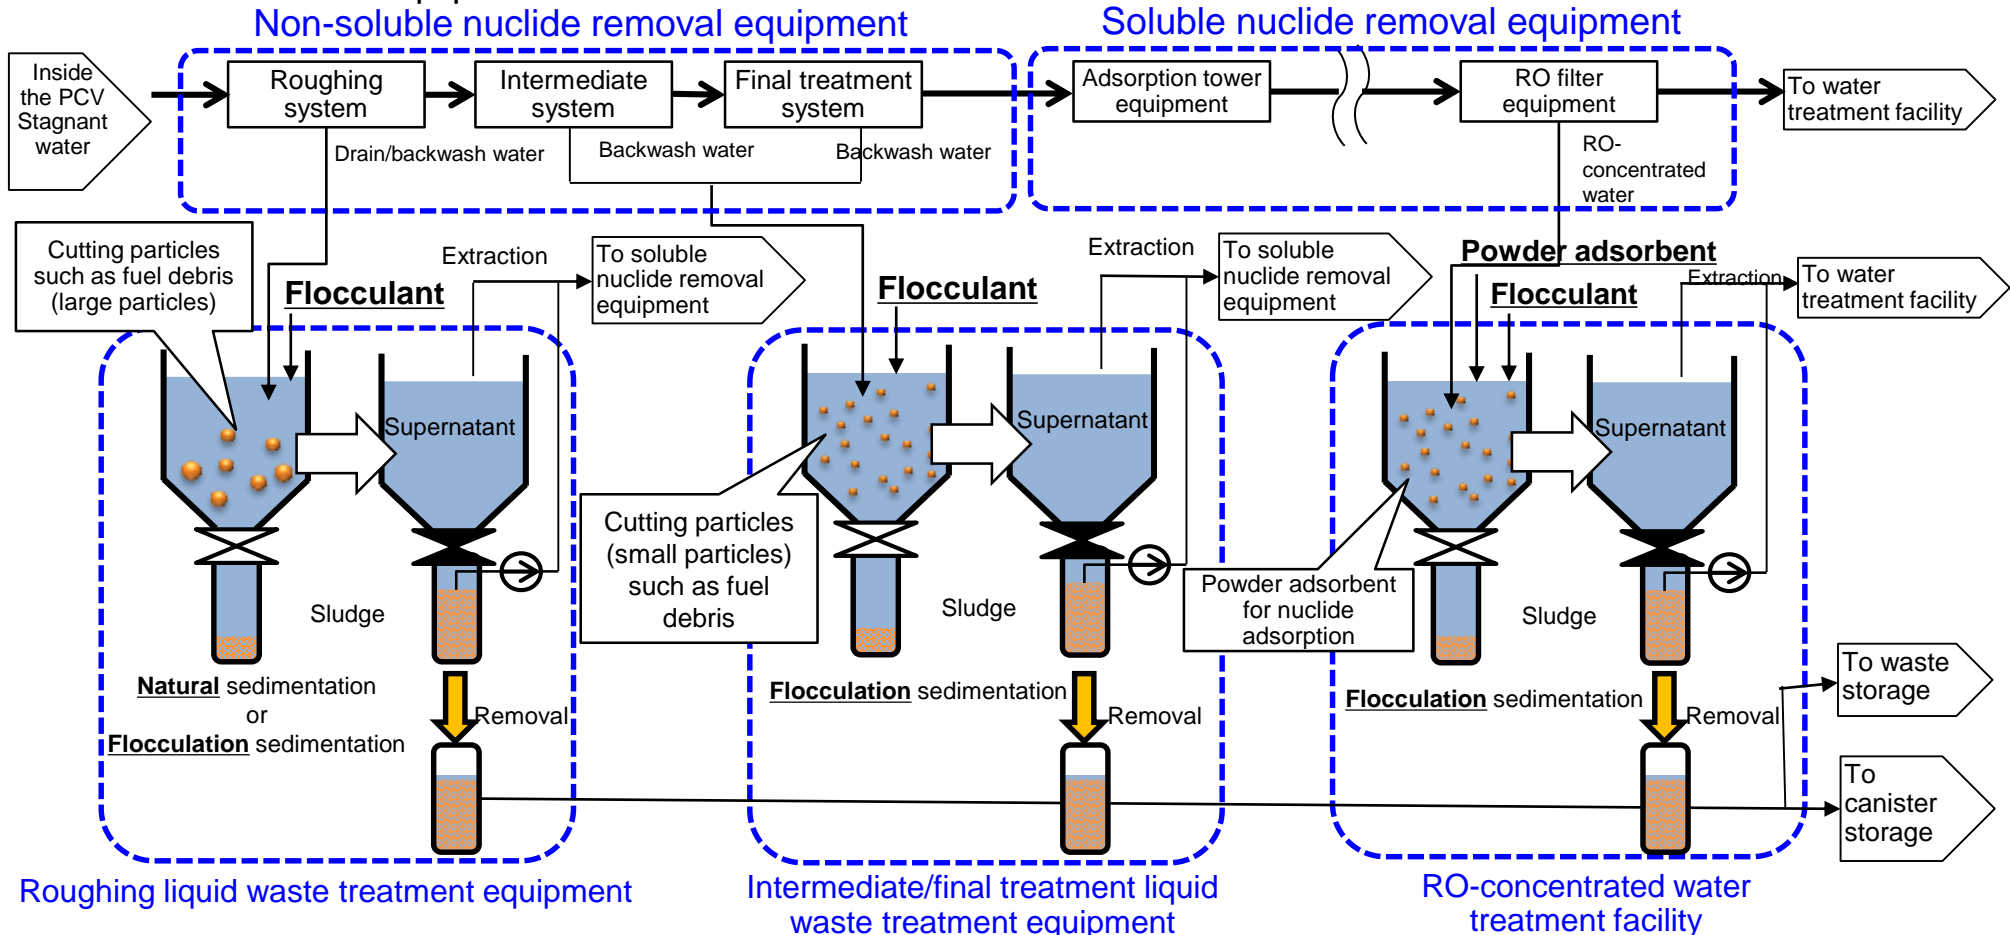 Non-soluble nuclide removal equipment
Soluble nuclide removal equipment
Inside
the PCV
Stagnant
water
Roughing
system
Intermediate
system
Final treatment
system
Adsorption tower
equipment
RO filter
equipment
To water
treatment facility
Drain/backwash water
Backwash water
Backwash water
RO-
concentrated
water
Cutting particles
such as fuel debris
(large particles)
Flocculant
Extraction
To soluble
nuclide removal
equipment
Flocculant
Extraction
To soluble
nuclide removal
equipment
Powder adsorbent
Flocculant
Extraction
To water
treatment facility
Supernatant
Supernatant
Supernatant
Cutting particles
(small particles)
such as fuel
debris
Powder adsorbent
for nuclide
adsorption
Sludge
Sludge
Sludge
Natural sedimentation
or
Flocculation sedimentation
Removal
Flocculation sedimentation
Removal
Flocculation sedimentation
Removal
To waste
storage
To
canister
storage
Roughing liquid waste treatment equipment
Intermediate/final treatment liquid
waste treatment equipment
RO-concentrated water
treatment facility